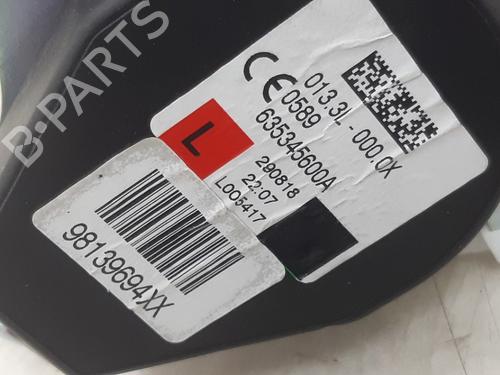 B-PARTS
013.3L-000.0X
CE 0589
635345600A
L
290818
22:07
L005417
98139694XX